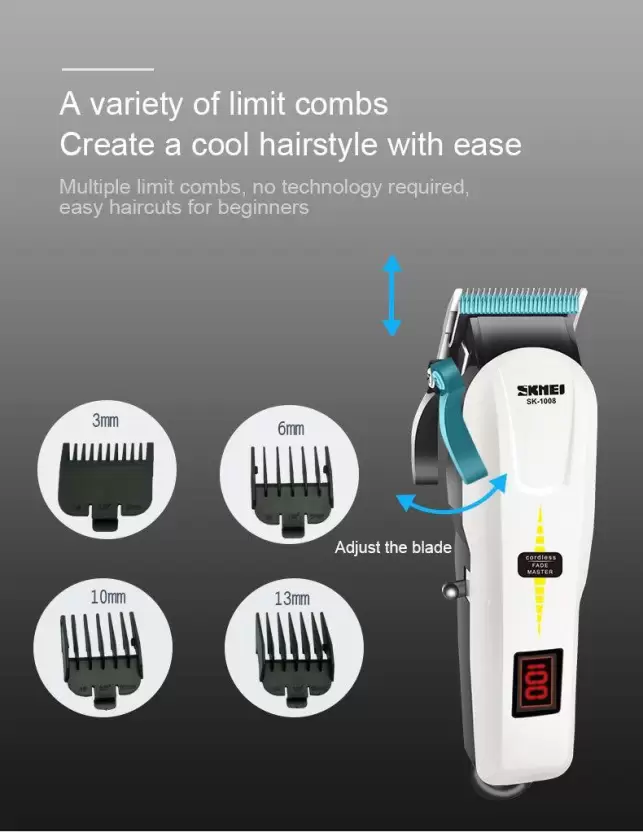 A variety of limit combs
Create a cool hairstyle with ease
Multiple limit combs, no technology required,
easy haircuts for beginners
SKMEI
SK-1008
3mm
6mm
Adjust the blade
cordless
FADE
MASTER
10mm
13mm
100